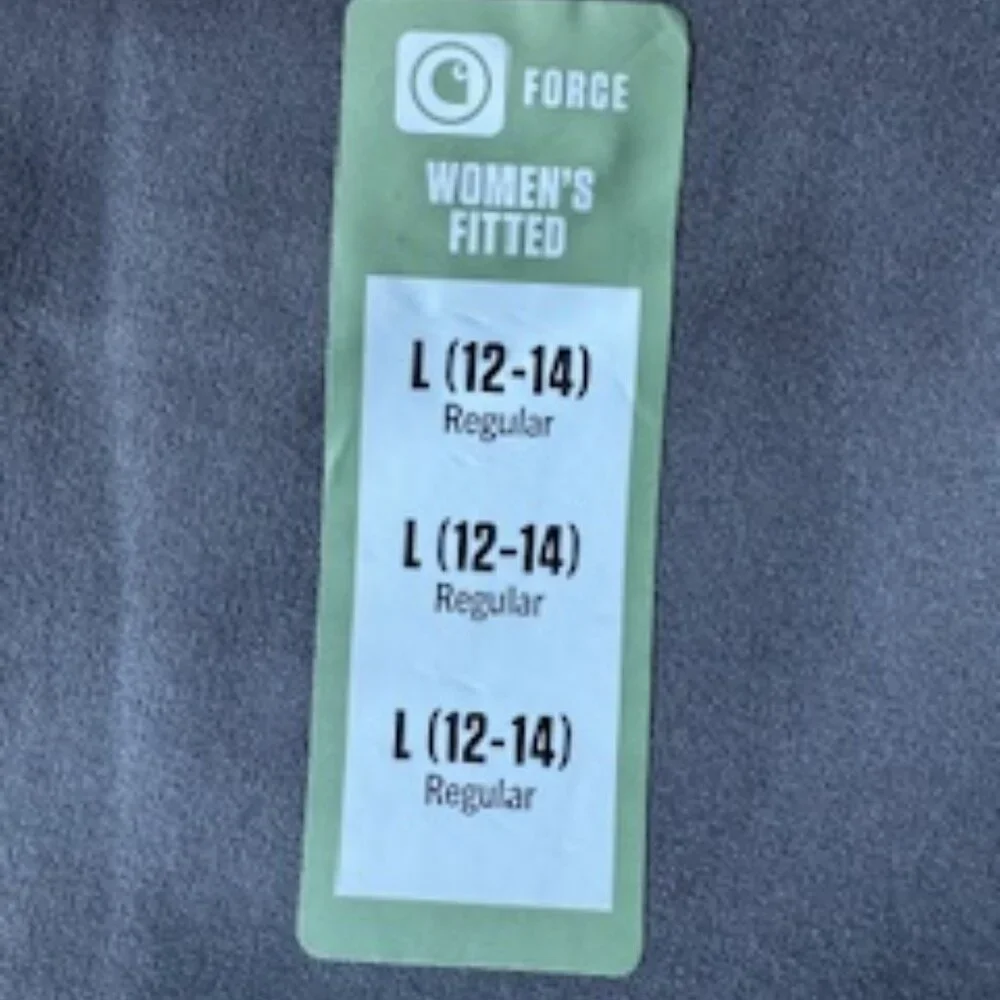 FORCE
WOMEN'S
FITTED
L (12-14)
Regular
L (12-14)
Regular
L (12-14)
Regular